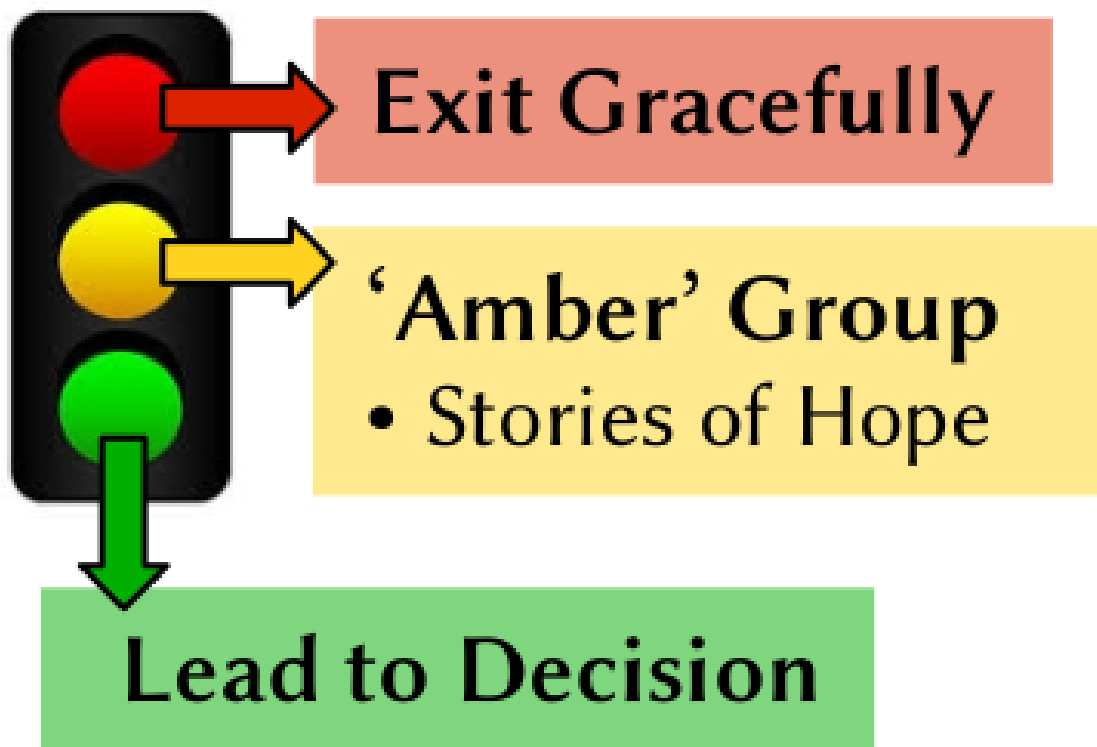 Exit Gracefully
‘Amber’ Group
• Stories of Hope
Lead to Decision